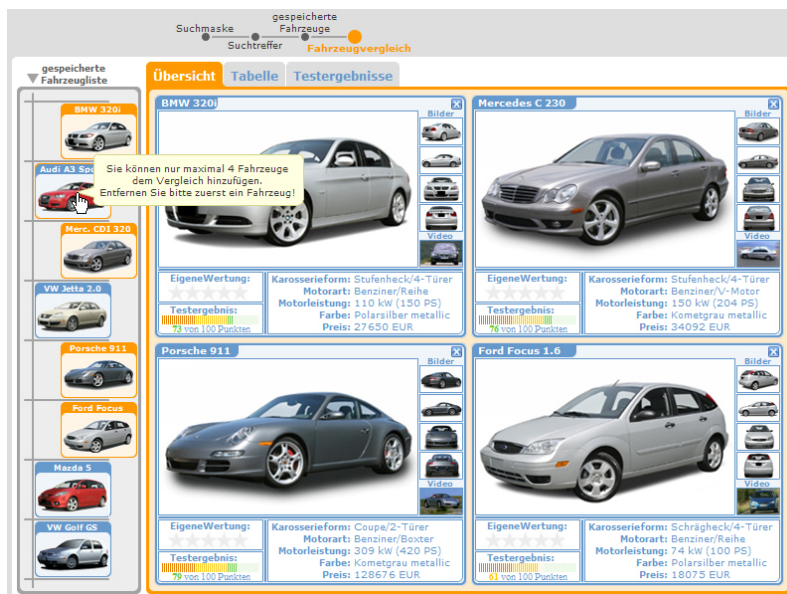 gespeicherte
Suchmaske Fahrzeuge
Suchtreffer Fahrzeugvergleich
gespeicherte
Fahrzeugliste
Übersicht Tabelle Testergebnisse
BMW 320i
Audi A3 Spo
Merc. CDI 320
VW Jetta 2.0
Porsche 911
Ford Focus
Mazda 5
VW Golf GS
Sie können nur maximal 4 Fahrzeuge
dem Vergleich hinzufügen.
Entfernen Sie bitte zuerst ein Fahrzeug!
BMW 320i
Bilder
Video
EigeneWertung:
Testergebnis:
73 von 100 Punkten
Karosserieform: Stufenheck/4-Türer
Motorart: Benziner/Reihe
Motorleistung: 110 kW (150 PS)
Farbe: Polarsilber metallic
Preis: 27650 EUR
Mercedes C 230
Bilder
Video
EigeneWertung:
Testergebnis:
76 von 100 Punkten
Karosserieform: Stufenheck/4-Türer
Motorart: Benziner/V-Motor
Motorleistung: 150 kW (204 PS)
Farbe: Kometgrau metallic
Preis: 34092 EUR
Porsche 911
Bilder
Video
EigeneWertung:
Testergebnis:
79 von 100 Punkten
Karosserieform: Coupe/2-Türer
Motorart: Benziner/Boxter
Motorleistung: 309 kW (420 PS)
Farbe: Kometgrau metallic
Preis: 128676 EUR
Ford Focus 1.6
Bilder
Video
EigeneWertung:
Testergebnis:
61 von 100 Punkten
Karosserieform: Schrägheck/4-Türer
Motorart: Benziner/Reihe
Motorleistung: 74 kW (100 PS)
Farbe: Polarsilber metallic
Preis: 18075 EUR